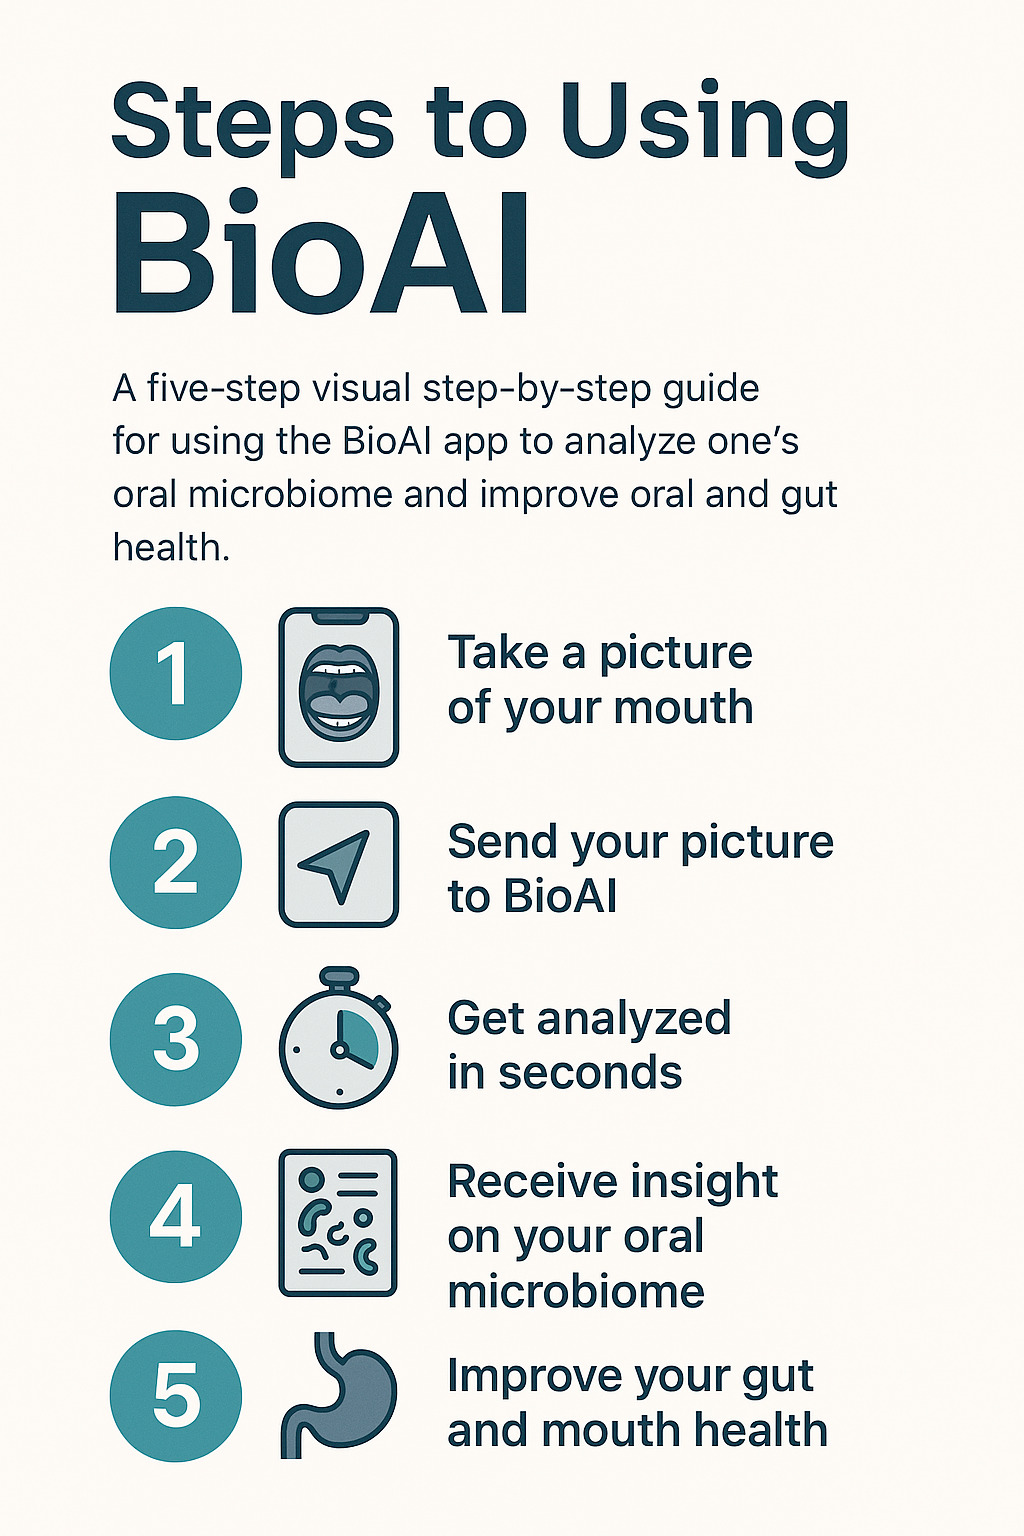 Steps to Using
BioAI
A five-step visual step-by-step guide
for using the BioAI app to analyze one’s
oral microbiome and improve oral and gut
health.
1
Take a picture
of your mouth
2
Send your picture
to BioAI
3
Get analyzed
in seconds
4
Receive insight
on your oral
microbiome
5
Improve your gut
and mouth health